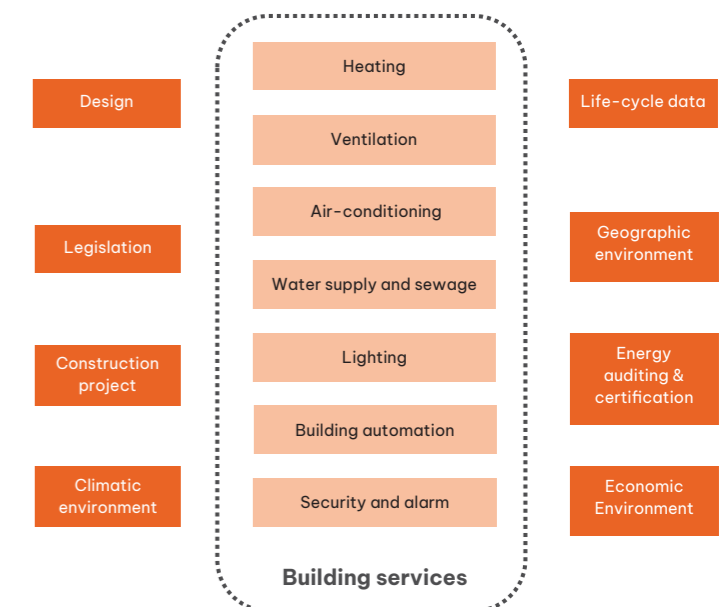 Design
Legislation
Construction
project
Climatic
environment
Heating
Ventilation
Air-conditioning
Water supply and sewage
Lighting
Building automation
Security and alarm
Building services
Life-cycle data
Geographic
environment
Energy
auditing &
certification
Economic
Environment